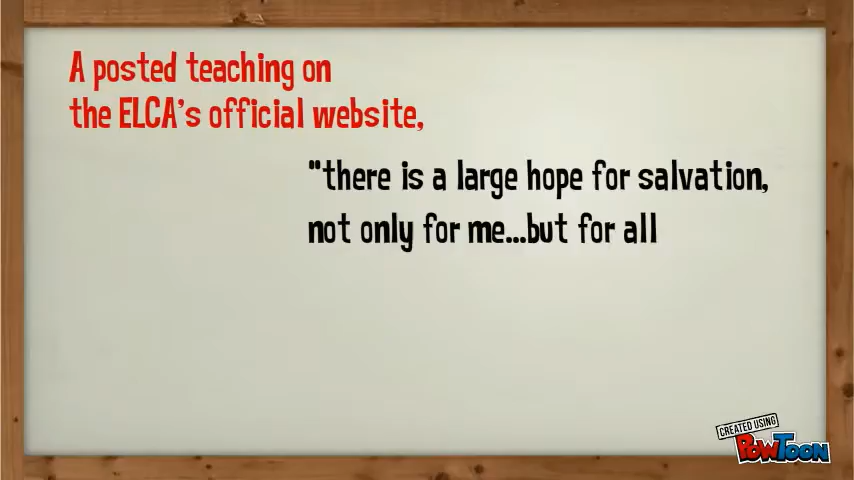 A posted teaching on
the ELCA's official website,
"there is a large hope for salvation,
not only for me...but for all
CREATED USING
POWTOON